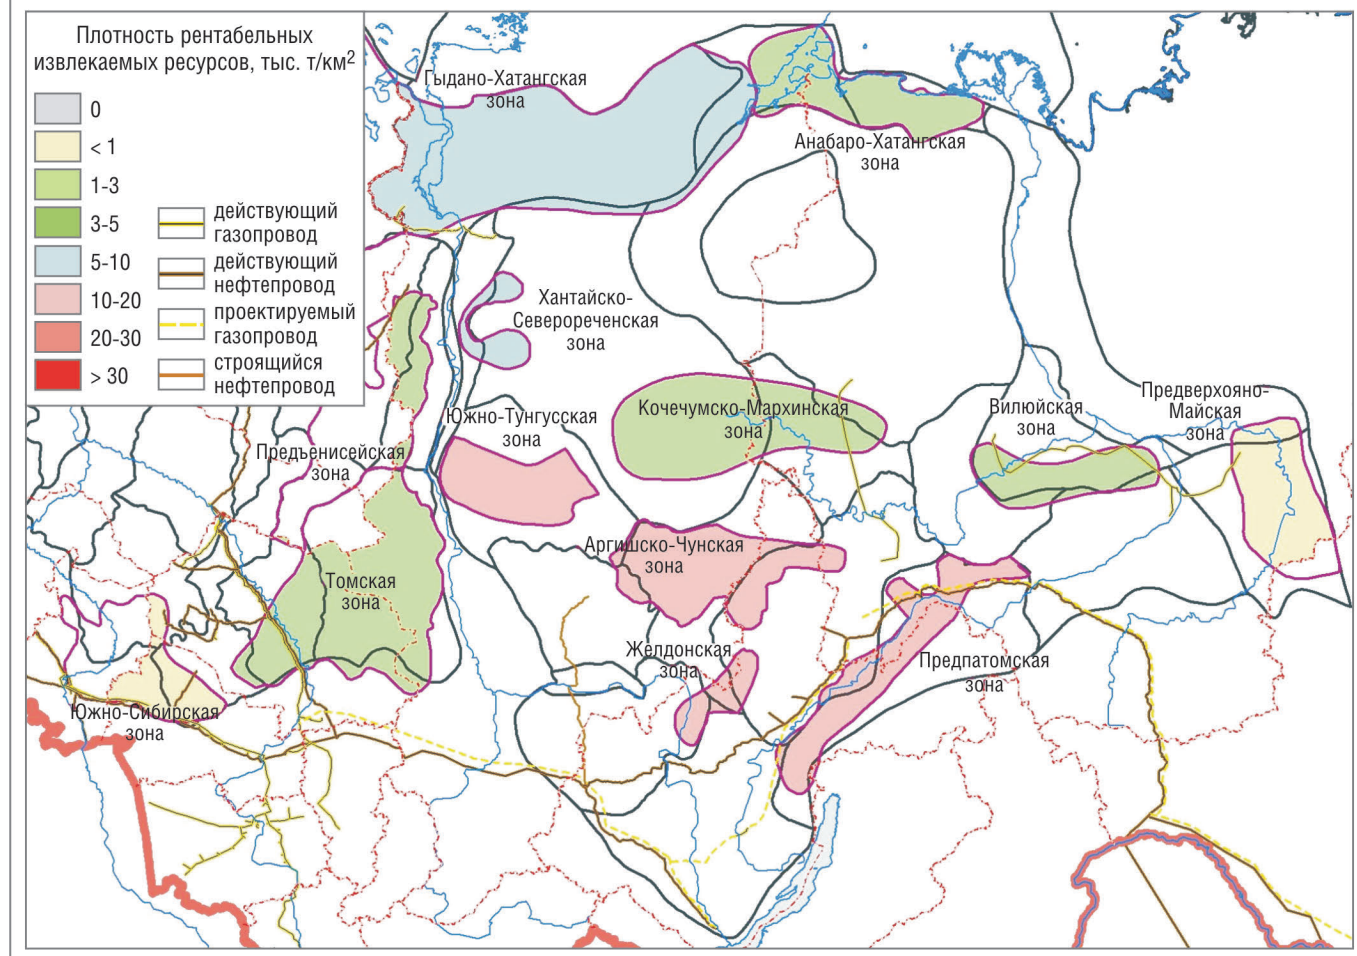 Плотность рентабельных
извлекаемых ресурсов, тыс. т/км²
0
< 1
1-3
3-5
5-10
10-20
20-30
> 30
действующий
газопровод
действующий
нефтепровод
проектируемый
газопровод
строящийся
нефтепровод
Гыдано-Хатангская
зона
Анабаро-Хатангская
зона
Хантайско-
Северореченская
зона
Кочечумско-Мархинская
зона
Южно-Тунгусская
зона
Вилюйская
зона
Предверхояно-
Майская
зона
Предъенисейская
зона
Аргишско-Чунская
зона
Томская
зона
Желдонская
зона
Предпатомская
зона
Южно-Сибирская
зона